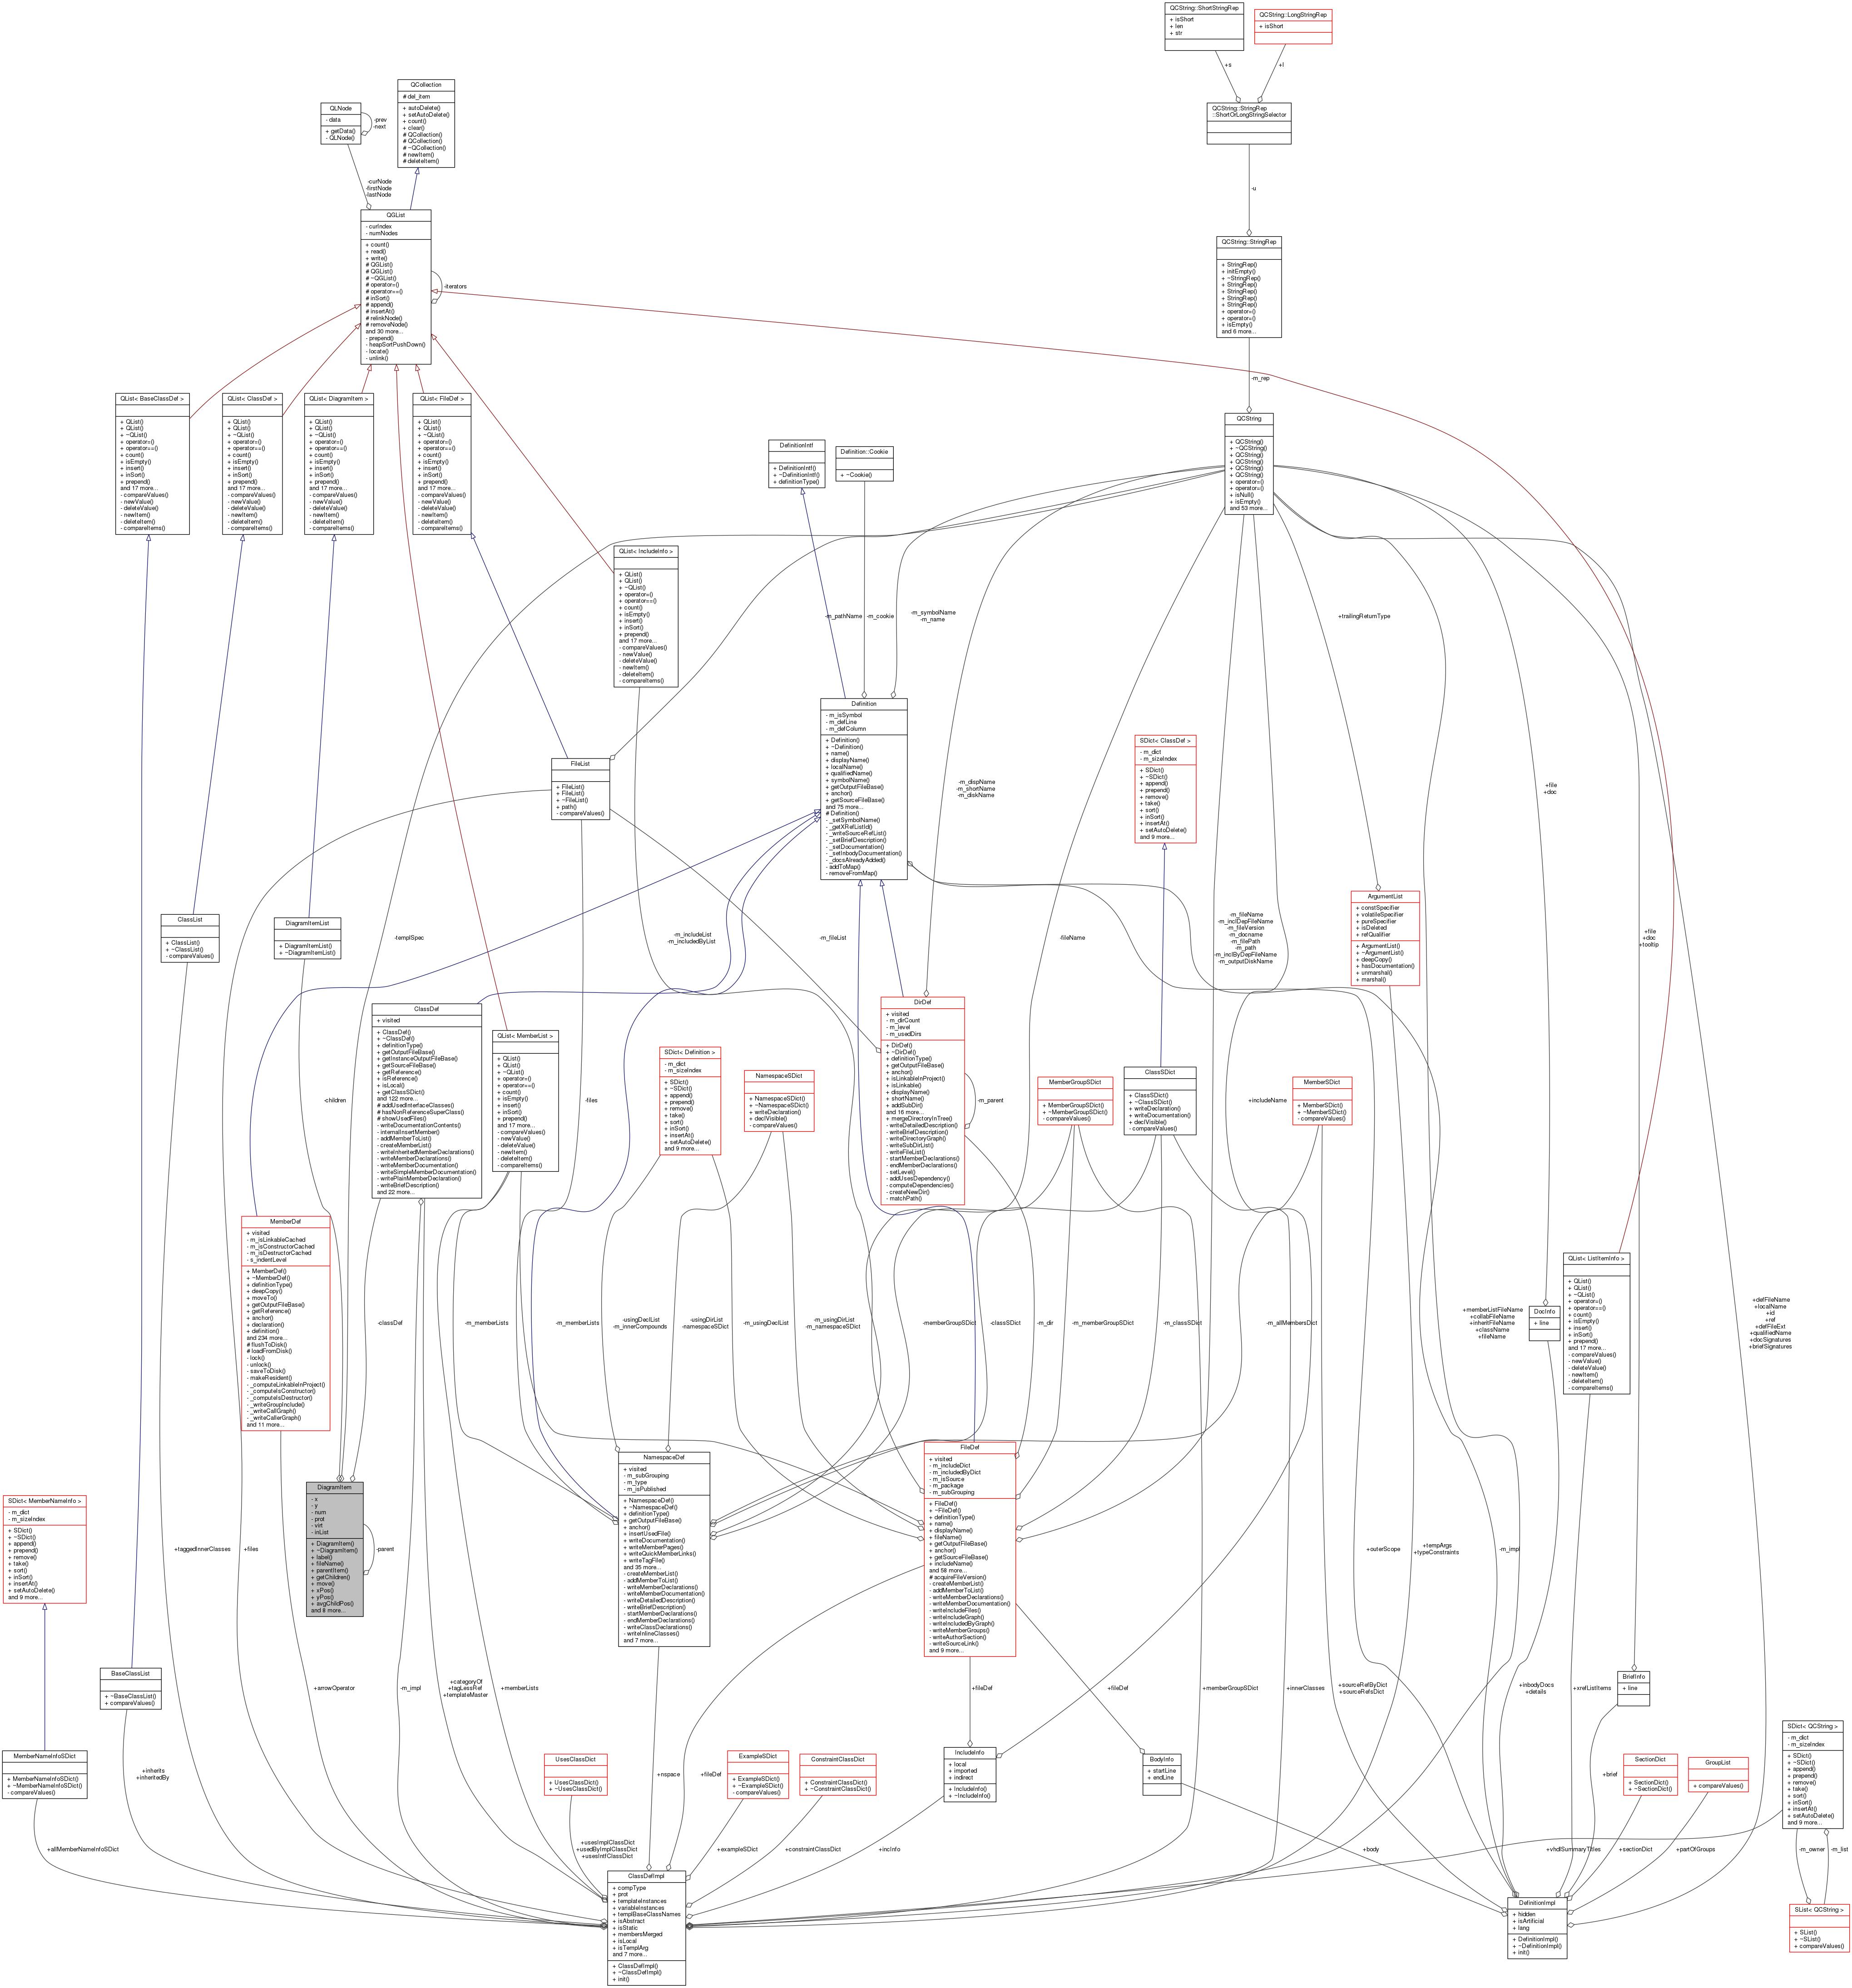 QCString::ShortStringRep
+ isShort
+ len
+ str
QCString::LongStringRep
+ isShort
+s
+l
QCString::StringRep
::ShortOrLongStringSelector
-u
QCString::StringRep
+ StringRep()
+ initEmpty()
+ ~StringRep()
+ StringRep()
+ StringRep()
+ StringRep()
+ StringRep()
+ operator=()
+ operator=()
+ isEmpty()
and 6 more...
-m_rep
QCollection
# del_item
+ autoDelete()
+ setAutoDelete()
+ count()
+ clear()
# QCollection()
# QCollection()
# ~QCollection()
# newItem()
# deleteItem()
QLNode
- data
+ getData()
- QLNode()
-prev
-next
-curNode
-firstNode
-lastNode
QGList
- curIndex
- numNodes
+ count()
+ read()
+ write()
# QGList()
# QGList()
# ~QGList()
# operator=()
# operator==()
# inSort()
# append()
# insertAt()
# relinkNode()
# removeNode()
and 30 more...
- prepend()
- heapSortPushDown()
- locate()
- unlink()
-iterators
QList< BaseClassDef >
+ QList()
+ QList()
+ ~QList()
+ operator=()
+ operator==()
+ count()
+ isEmpty()
+ insert()
+ inSort()
+ prepend()
and 17 more...
- compareValues()
- newValue()
- deleteValue()
- newItem()
- deleteItem()
- compareItems()
QList< ClassDef >
+ QList()
+ QList()
+ ~QList()
+ operator=()
+ operator==()
+ count()
+ isEmpty()
+ insert()
+ inSort()
+ prepend()
and 17 more...
- compareValues()
- newValue()
- deleteValue()
- newItem()
- deleteItem()
- compareItems()
QList< DiagramItem >
+ QList()
+ QList()
+ ~QList()
+ operator=()
+ operator==()
+ count()
+ isEmpty()
+ insert()
+ inSort()
+ prepend()
and 17 more...
- compareValues()
- newValue()
- deleteValue()
- newItem()
- deleteItem()
- compareItems()
QList< FileDef >
+ QList()
+ QList()
+ ~QList()
+ operator=()
+ operator==()
+ count()
+ isEmpty()
+ insert()
+ inSort()
+ prepend()
and 17 more...
- compareValues()
- newValue()
- deleteValue()
- newItem()
- deleteItem()
- compareItems()
QCString
+ QCString()
+ ~QCString()
+ QCString()
+ QCString()
+ QCString()
+ QCString()
+ operator=()
+ operator=()
+ isNull()
+ isEmpty()
and 53 more...
DefinitionIntf
+ DefinitionIntf()
+ ~DefinitionIntf()
+ definitionType()
Definition::Cookie
+ ~Cookie()
QList< IncludeInfo >
+ QList()
+ QList()
+ ~QList()
+ operator=()
+ operator==()
+ count()
+ isEmpty()
+ insert()
+ inSort()
+ prepend()
and 17 more...
- compareValues()
- newValue()
- deleteValue()
- newItem()
- deleteItem()
- compareItems()
-m_pathName
-m_cookie
-m_symbolName
-m_name
+trailingReturnType
Definition
- m_isSymbol
- m_defLine
- m_defColumn
+ Definition()
+ ~Definition()
+ name()
+ displayName()
+ localName()
+ qualifiedName()
+ symbolName()
+ getOutputFileBase()
+ anchor()
+ getSourceFileBase()
and 75 more...
# Definition()
- _setSymbolName()
- _getXRefListId()
- _writeSourceRefList()
- _setBriefDescription()
- _setDocumentation()
- _setInbodyDocumentation()
- _docsAlreadyAdded()
- addToMap()
- removeFromMap()
FileList
+ FileList()
+ FileList()
+ ~FileList()
+ path()
- compareValues()
-m_dispName
-m_shortName
-m_diskName
SDict< ClassDef >
- m_dict
- m_sizeIndex
+ SDict()
+ ~SDict()
+ append()
+ prepend()
+ remove()
+ take()
+ sort()
+ inSort()
+ insertAt()
+ setAutoDelete()
and 9 more...
+file
+doc
ArgumentList
+ constSpecifier
+ volatileSpecifier
+ pureSpecifier
+ isDeleted
+ refQualifier
+ ArgumentList()
+ ~ArgumentList()
+ deepCopy()
+ hasDocumentation()
+ unmarshal()
+ marshal()
ClassList
+ ClassList()
+ ~ClassList()
- compareValues()
DiagramItemList
+ DiagramItemList()
+ ~DiagramItemList()
-templSpec
-m_includeList
-m_includedByList
-m_fileList
-fileName
-m_fileName
-m_inclDepFileName
-m_fileVersion
-m_docname
-m_filePath
-m_path
-m_inclByDepFileName
-m_outputDiskName
+file
+doc
+tooltip
ClassDef
+ visited
+ ClassDef()
+ ~ClassDef()
+ definitionType()
+ getOutputFileBase()
+ getInstanceOutputFileBase()
+ getSourceFileBase()
+ getReference()
+ isReference()
+ isLocal()
+ getClassSDict()
and 122 more...
# addUsedInterfaceClasses()
# hasNonReferenceSuperClass()
# showUsedFiles()
- writeDocumentationContents()
- internalInsertMember()
- addMemberToList()
- createMemberList()
- writeInheritedMemberDeclarations()
- writeMemberDeclarations()
- writeMemberDocumentation()
- writeSimpleMemberDocumentation()
- writePlainMemberDeclaration()
- writeBriefDescription()
and 22 more...
QList< MemberList >
+ QList()
+ QList()
+ ~QList()
+ operator=()
+ operator==()
+ count()
+ isEmpty()
+ insert()
+ inSort()
+ prepend()
and 17 more...
- compareValues()
- newValue()
- deleteValue()
- newItem()
- deleteItem()
- compareItems()
DirDef
+ visited
- m_dirCount
- m_level
- m_usedDirs
+ DirDef()
+ ~DirDef()
+ definitionType()
+ getOutputFileBase()
+ anchor()
+ isLinkableInProject()
+ isLinkable()
+ displayName()
+ shortName()
+ addSubDir()
and 16 more...
+ mergeDirectoryInTree()
- writeDetailedDescription()
- writeBriefDescription()
- writeDirectoryGraph()
- writeSubDirList()
- writeFileList()
- startMemberDeclarations()
- endMemberDeclarations()
- setLevel()
- addUsesDependency()
- computeDependencies()
- createNewDir()
- matchPath()
-m_parent
SDict< Definition >
- m_dict
- m_sizeIndex
+ SDict()
+ ~SDict()
+ append()
+ prepend()
+ remove()
+ take()
+ sort()
+ inSort()
+ insertAt()
+ setAutoDelete()
and 9 more...
NamespaceSDict
+ NamespaceSDict()
+ ~NamespaceSDict()
+ writeDeclaration()
+ declVisible()
- compareValues()
MemberGroupSDict
+ MemberGroupSDict()
+ ~MemberGroupSDict()
- compareValues()
ClassSDict
+ ClassSDict()
+ ~ClassSDict()
+ writeDeclaration()
+ writeDocumentation()
+ declVisible()
- compareValues()
MemberSDict
+ MemberSDict()
+ ~MemberSDict()
- compareValues()
-children
-files
+includeName
MemberDef
+ visited
- m_isLinkableCached
- m_isConstructorCached
- m_isDestructorCached
- s_indentLevel
+ MemberDef()
+ ~MemberDef()
+ definitionType()
+ deepCopy()
+ moveTo()
+ getOutputFileBase()
+ getReference()
+ anchor()
+ declaration()
+ definition()
and 234 more...
# flushToDisk()
# loadFromDisk()
- lock()
- unlock()
- saveToDisk()
- makeResident()
- _computeLinkableInProject()
- _computeIsConstructor()
- _computeIsDestructor()
- _writeGroupInclude()
- _writeCallGraph()
- _writeCallerGraph()
and 11 more...
QList< ListItemInfo >
+ QList()
+ QList()
+ ~QList()
+ operator=()
+ operator==()
+ count()
+ isEmpty()
+ insert()
+ inSort()
+ prepend()
and 17 more...
- compareValues()
- newValue()
- deleteValue()
- newItem()
- deleteItem()
- compareItems()
DocInfo
+ line
+memberListFileName
+collabFileName
+inheritFileName
+className
+fileName
+defFileName
+localName
+id
+ref
+defFileExt
+qualifiedName
+docSignatures
+briefSignatures
-classDef
-m_memberLists
-m_memberLists
-usingDeclList
-m_innerCompounds
-usingDirList
-namespaceSDict
-m_usingDeclList
-m_usingDirList
-m_namespaceSDict
-memberGroupSDict
-classSDict
-m_dir
-m_memberGroupSDict
-m_classSDict
-m_allMembersDict
NamespaceDef
+ visited
- m_subGrouping
- m_type
- m_isPublished
+ NamespaceDef()
+ ~NamespaceDef()
+ definitionType()
+ getOutputFileBase()
+ anchor()
+ insertUsedFile()
+ writeDocumentation()
+ writeMemberPages()
+ writeQuickMemberLinks()
+ writeTagFile()
and 35 more...
- createMemberList()
- addMemberToList()
- writeMemberDeclarations()
- writeMemberDocumentation()
- writeDetailedDescription()
- writeBriefDescription()
- startMemberDeclarations()
- endMemberDeclarations()
- writeClassDeclarations()
- writeInlineClasses()
and 7 more...
FileDef
+ visited
- m_includeDict
- m_includedByDict
- m_isSource
- m_package
- m_subGrouping
+ FileDef()
+ ~FileDef()
+ definitionType()
+ name()
+ displayName()
+ fileName()
+ getOutputFileBase()
+ anchor()
+ getSourceFileBase()
+ includeName()
and 58 more...
# acquireFileVersion()
- createMemberList()
- addMemberToList()
- writeMemberDeclarations()
- writeMemberDocumentation()
- writeIncludeFiles()
- writeIncludeGraph()
- writeIncludedByGraph()
- writeMemberGroups()
- writeAuthorSection()
- writeSourceLink()
and 9 more...
DiagramItem
- x
- y
- num
- prot
- virt
- inList
+ DiagramItem()
+ ~DiagramItem()
+ label()
+ fileName()
+ parentItem()
+ getChildren()
+ move()
+ xPos()
+ yPos()
+ avgChildPos()
and 8 more...
-parent
SDict< MemberNameInfo >
- m_dict
- m_sizeIndex
+ SDict()
+ ~SDict()
+ append()
+ prepend()
+ remove()
+ take()
+ sort()
+ inSort()
+ insertAt()
+ setAutoDelete()
and 9 more...
+taggedInnerClasses
+files
+outerScope
+tempArgs
+typeConstraints
-m_impl
BaseClassList
+ ~BaseClassList()
+ compareValues()
+arrowOperator
-m_impl
+categoryOf
+tagLessRef
+templateMaster
+memberLists
+fileDef
+fileDef
+memberGroupSDict
+innerClasses
+sourceRefByDict
+sourceRefsDict
+inbodyDocs
+details
+xrefListItems
BriefInfo
+ line
MemberNameInfoSDict
+ MemberNameInfoSDict()
+ ~MemberNameInfoSDict()
- compareValues()
+inherits
+inheritedBy
UsesClassDict
+ UsesClassDict()
+ ~UsesClassDict()
+nspace
+fileDef
ExampleSDict
+ ExampleSDict()
+ ~ExampleSDict()
- compareValues()
ConstraintClassDict
+ ConstraintClassDict()
+ ~ConstraintClassDict()
IncludeInfo
+ local
+ imported
+ indirect
+ IncludeInfo()
+ ~IncludeInfo()
BodyInfo
+ startLine
+ endLine
+brief
SectionDict
+ SectionDict()
+ ~SectionDict()
GroupList
+ compareValues()
SDict< QCString >
- m_dict
- m_sizeIndex
+ SDict()
+ ~SDict()
+ append()
+ prepend()
+ remove()
+ take()
+ sort()
+ inSort()
+ insertAt()
+ setAutoDelete()
and 9 more...
+allMemberNameInfoSDict
+usesImplClassDict
+usedByImplClassDict
+usesIntfClassDict
+exampleSDict
+constraintClassDict
+incInfo
+body
+vhdlSummaryTitles
+sectionDict
+partOfGroups
-m_owner
-m_list
ClassDefImpl
+ compType
+ prot
+ templateInstances
+ variableInstances
+ templBaseClassNames
+ isAbstract
+ isStatic
+ membersMerged
+ isLocal
+ isTemplArg
and 7 more...
+ ClassDefImpl()
+ ~ClassDefImpl()
+ init()
DefinitionImpl
+ hidden
+ isArtificial
+ lang
+ DefinitionImpl()
+ ~DefinitionImpl()
+ init()
SList< QCString >
+ SList()
+ ~SList()
+ compareValues()